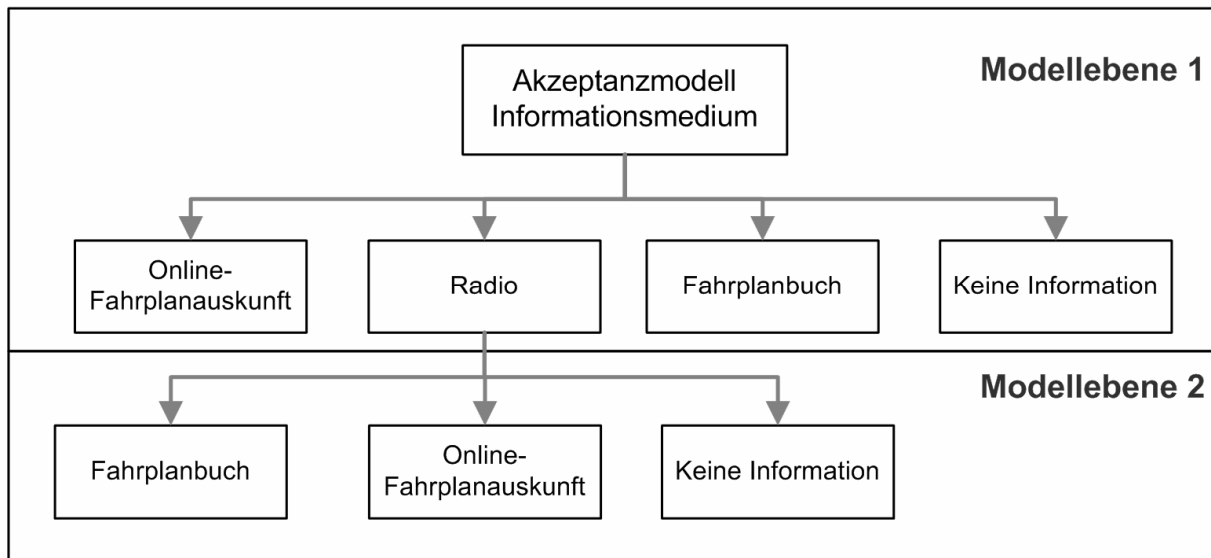 Modellebene 1
Akzeptanzmodell
Informationsmedium
Online-
Fahrplanauskunft
Radio
Fahrplanbuch
Keine Information
Modellebene 2
Fahrplanbuch
Online-
Fahrplanauskunft
Keine Information